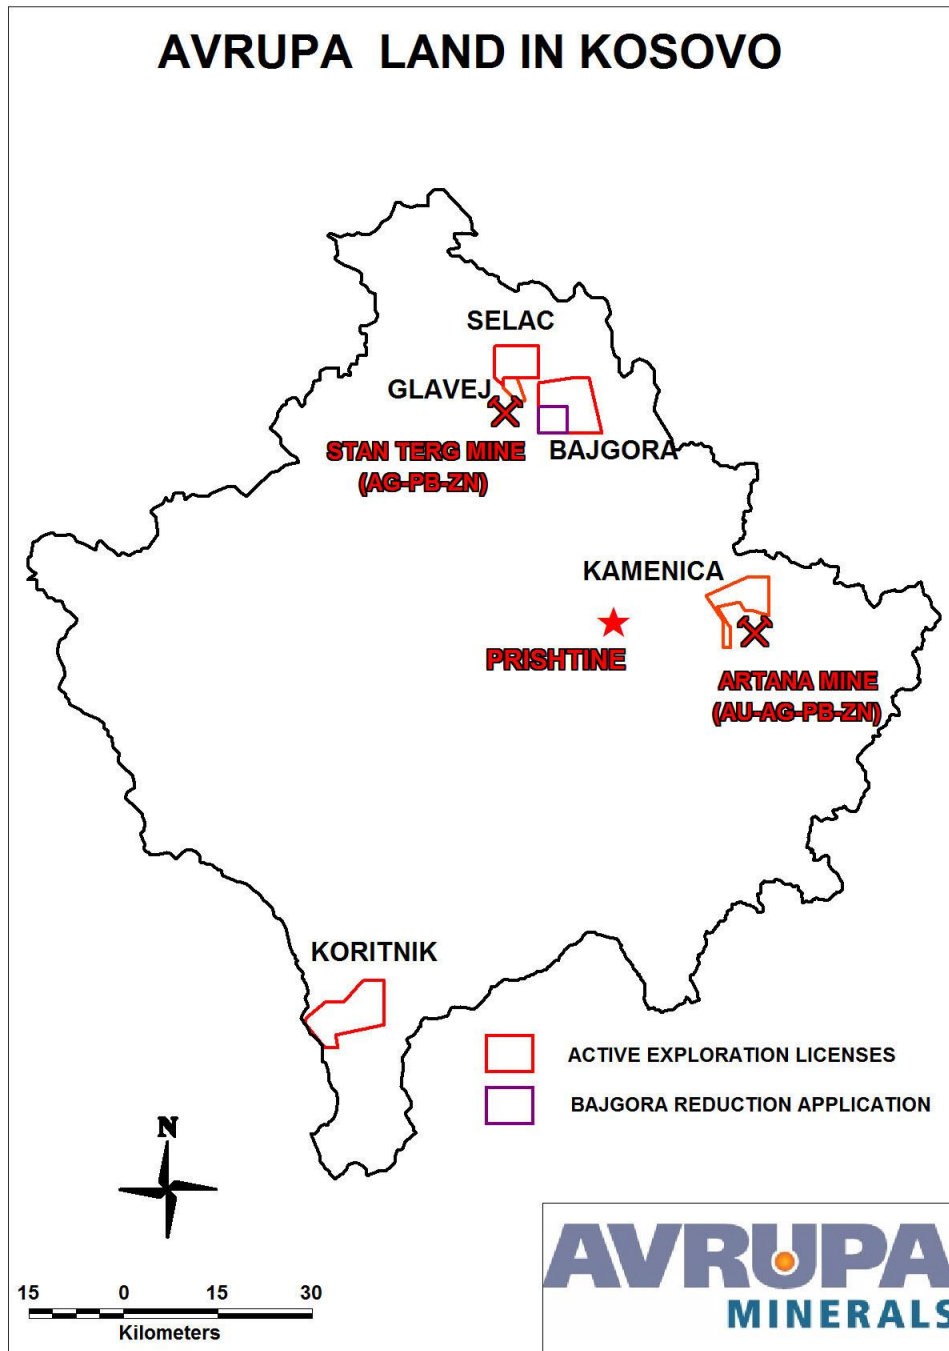 AVRUPA LAND IN KOSOVO
SELAC
GLAVEJ
STAN TERG MINE
(AG-PB-ZN)
BAJGORA
KAMENICA
PRISHTINE
ARTANA MINE
(AU-AG-PB-ZN)
KORITNIK
ACTIVE EXPLORATION LICENSES
BAJGORA REDUCTION APPLICATION
N
15 0 15 30
Kilometers
AVRUPA
MINERALS